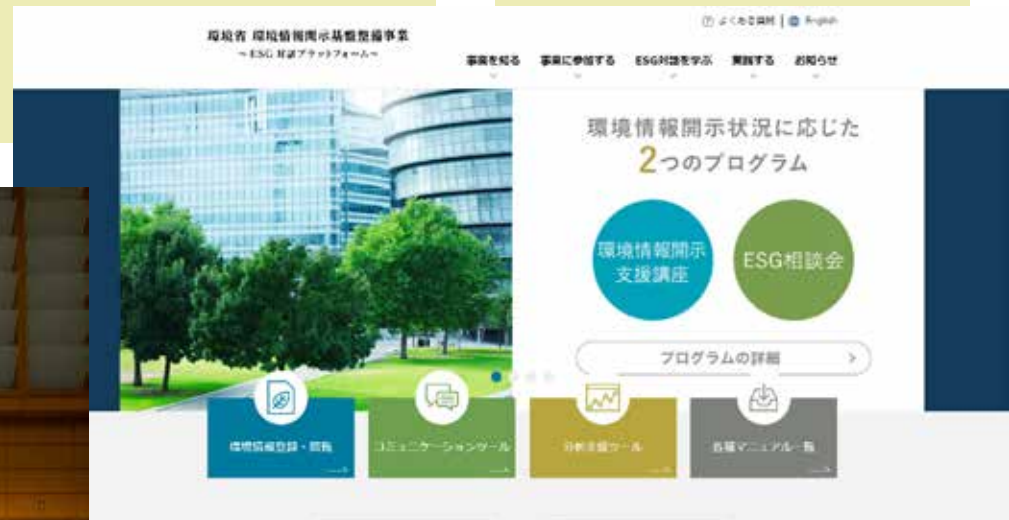 環境省 環境情報開示基盤整備事業
～ESG 対話プラットフォーム～
よくある質問 English
事業を知る 事業に参加する ESG対話を学ぶ 実践する お知らせ
環境情報開示状況に応じた
2つのプログラム
環境情報開示
支援講座
ESG相談会
プログラムの詳細
環境情報登録・閲覧
コミュニケーションツール
分析支援ツール
各種マニュアル一覧